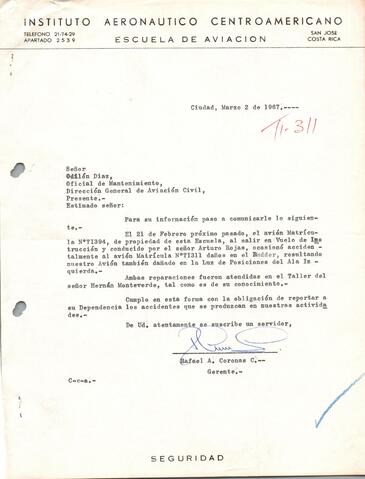 INSTITUTO AERONAUTICO CENTROAMERICANO
TELEFONO 21-74-29
APARTADO 2539
ESCUELA DE AVIACION
SAN JOSE
COSTA RICA
Ciudad, Marzo 2 de 1967,----
TI-311
Señor
Odilón Diaz,
Oficial de Mantenimiento,
Dirección General de Aviación Civil,
Presente.-
Estimado señor:
Para su información paso a comunicarle lo siguien-
te.-
El 21 de Febrero próximo pasado, el avión Matrícu-
la NºTI394, de propiedad de esta Escuela, al salir en Vuelo de Ins
trucción y conducido por el señor Arturo Rojas, ocasionó acciden-
talmente al avión Matrícula NºTI311 daños en el Rudder, resultando
nuestro Avión también dañado en la Luz de Posiciones del Ala Iz-
quierda.-
Ambas reparaciones fueron atendidas en el Taller del
señor Hernán Monteverde, tal como es de su conocimiento.-
Cumplo en esta forma con la obligación de reportar a
su Dependencia los accidentes que se produzcan en nuestras activida
des.-
De Ud. atentamente se suscribe un servidor,
Rafael A. Coronas C.--
Gerente.-
C-c-a.-
SEGURIDAD